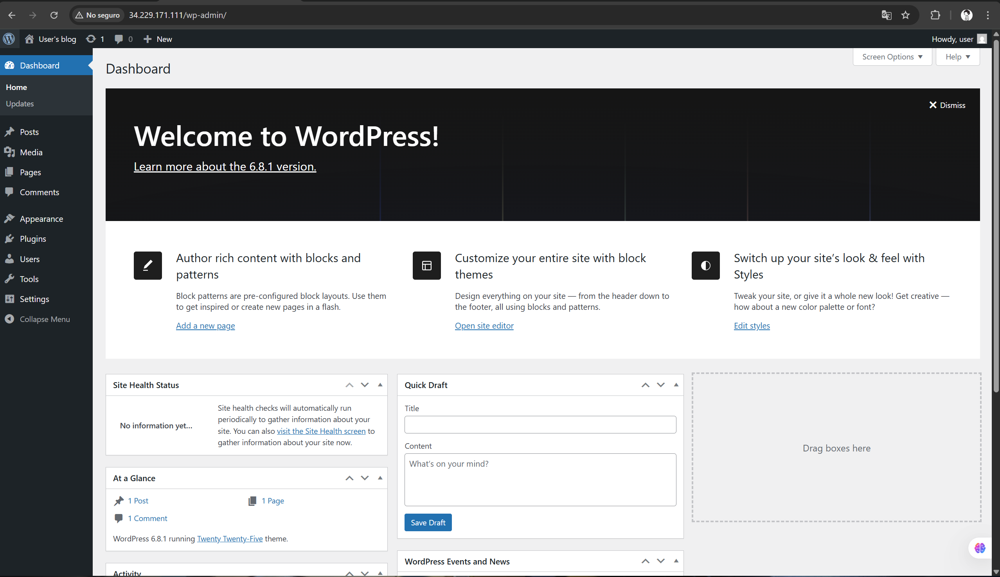 No seguro
34.229.171.111/wp-admin/
User's blog
1
0
New
Howdy, user
Dashboard
Home
Updates
Posts
Media
Pages
Comments
Appearance
Plugins
Users
Tools
Settings
Collapse Menu
Screen Options
Help
Dashboard
Dismiss
Welcome to WordPress!
Learn more about the 6.8.1 version.
Author rich content with blocks and
patterns
Block patterns are pre-configured block layouts. Use them
to get inspired or create new pages in a flash.
Add a new page
Customize your entire site with block
themes
Design everything on your site — from the header down to
the footer, all using blocks and patterns.
Open site editor
Switch up your site's look & feel with
Styles
Tweak your site, or give it a whole new look! Get creative —
how about a new color palette or font?
Edit styles
Site Health Status
No information yet...
Site health checks will automatically run
periodically to gather information about your
site. You can also visit the Site Health screen to
gather information about your site now.
At a Glance
1 Post
1 Page
1 Comment
WordPress 6.8.1 running Twenty Twenty-Five theme.
Activity
Quick Draft
Title
Content
What's on your mind?
Save Draft
WordPress Events and News
Drag boxes here